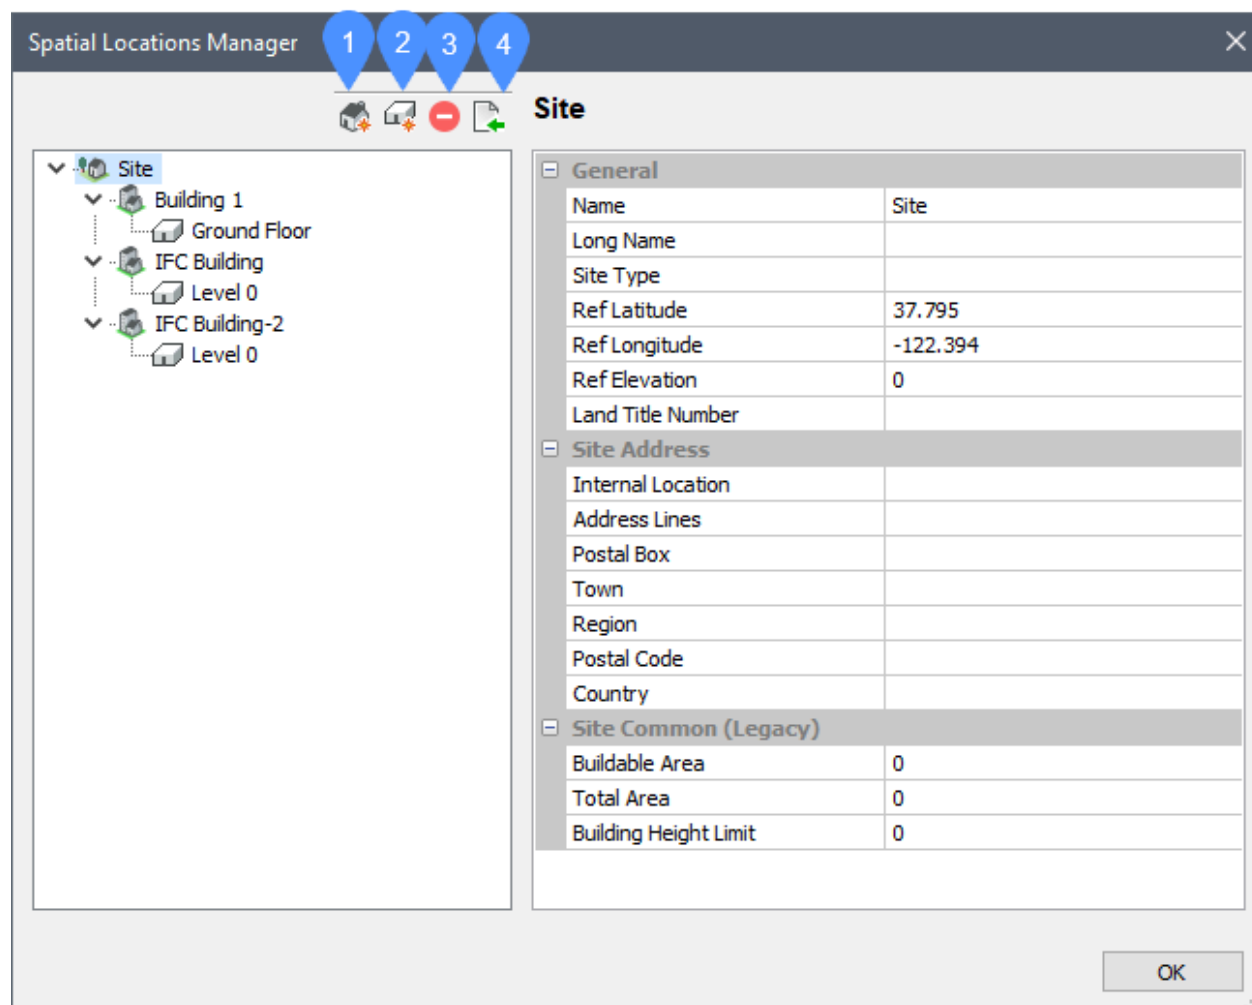 Spatial Locations Manager
1 2 3 4
Site
Site
Building 1
Ground Floor
IFC Building
Level 0
IFC Building-2
Level 0
General
Name Site
Long Name
Site Type
Ref Latitude 37.795
Ref Longitude -122.394
Ref Elevation 0
Land Title Number
Site Address
Internal Location
Address Lines
Postal Box
Town
Region
Postal Code
Country
Site Common (Legacy)
Buildable Area 0
Total Area 0
Building Height Limit 0
OK